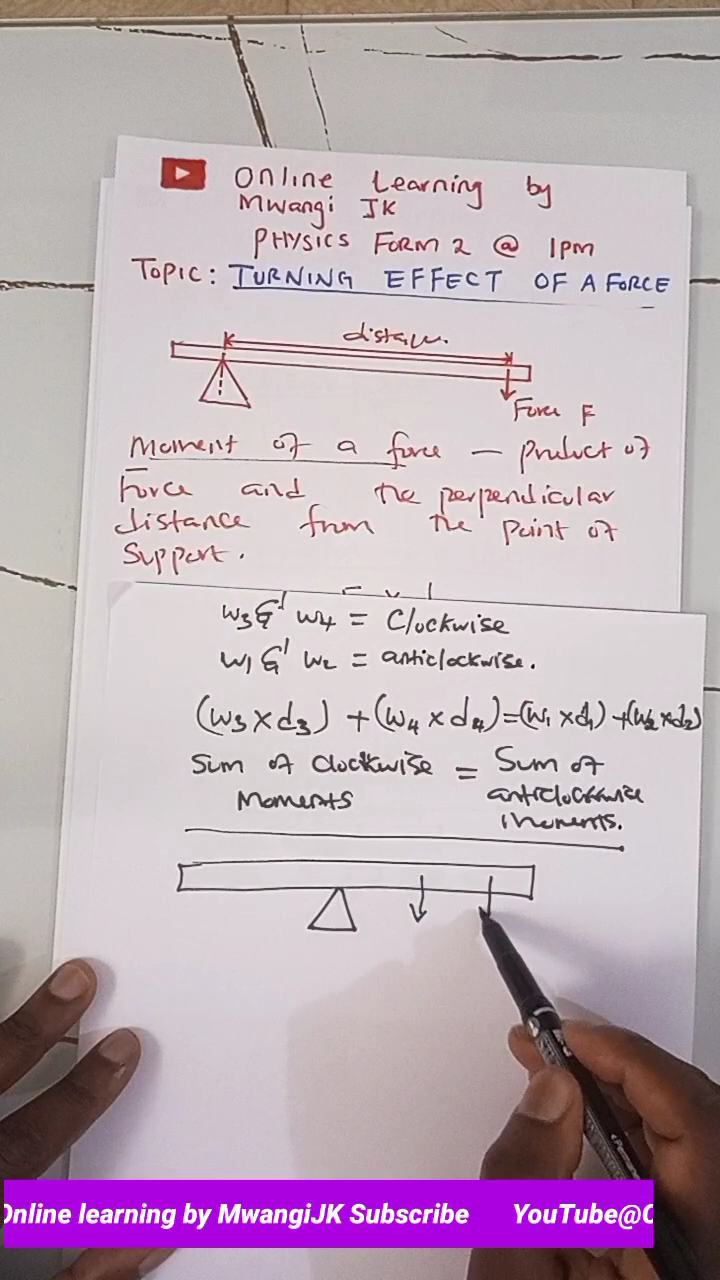 Online Learning by
Mwangi JK
PHYSICS FORM 2 @ 1PM
TOPIC: TURNING EFFECT OF A FORCE
distance.
Force F
Moment of a force – Product of
Force and the perpendicular
distance from the point of
Support.
W3 & W4 = Clockwise
W1 & W2 = anticlockwise.
(W3 x d3) + (W4 x d4) = (W1 x d1) + (W2 x d2)
Sum of Clockwise = Sum of
Moments anticlockwise
moments.
Online learning by MwangiJK Subscribe YouTube@